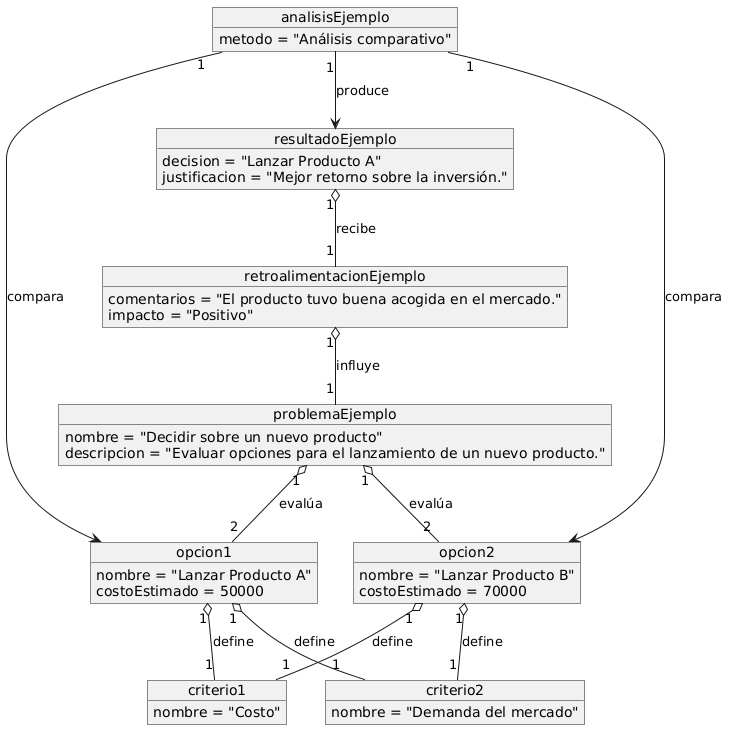 analisisEjemplo
metodo = "Análisis comparativo"
1
1
1
produce
resultadoEjemplo
decision = "Lanzar Producto A"
justificacion = "Mejor retorno sobre la inversión."
1
recibe
1
retroalimentacionEjemplo
comentarios = "El producto tuvo buena acogida en el mercado."
impacto = "Positivo"
compara
compara
1
influye
1
problemaEjemplo
nombre = "Decidir sobre un nuevo producto"
descripcion = "Evaluar opciones para el lanzamiento de un nuevo producto."
1
1
evalúa
evalúa
2
2
opcion1
nombre = "Lanzar Producto A"
costoEstimado = 50000
opcion2
nombre = "Lanzar Producto B"
costoEstimado = 70000
1
1
1
1
define
define
define
define
1
1
1
1
criterio1
nombre = "Costo"
criterio2
nombre = "Demanda del mercado"